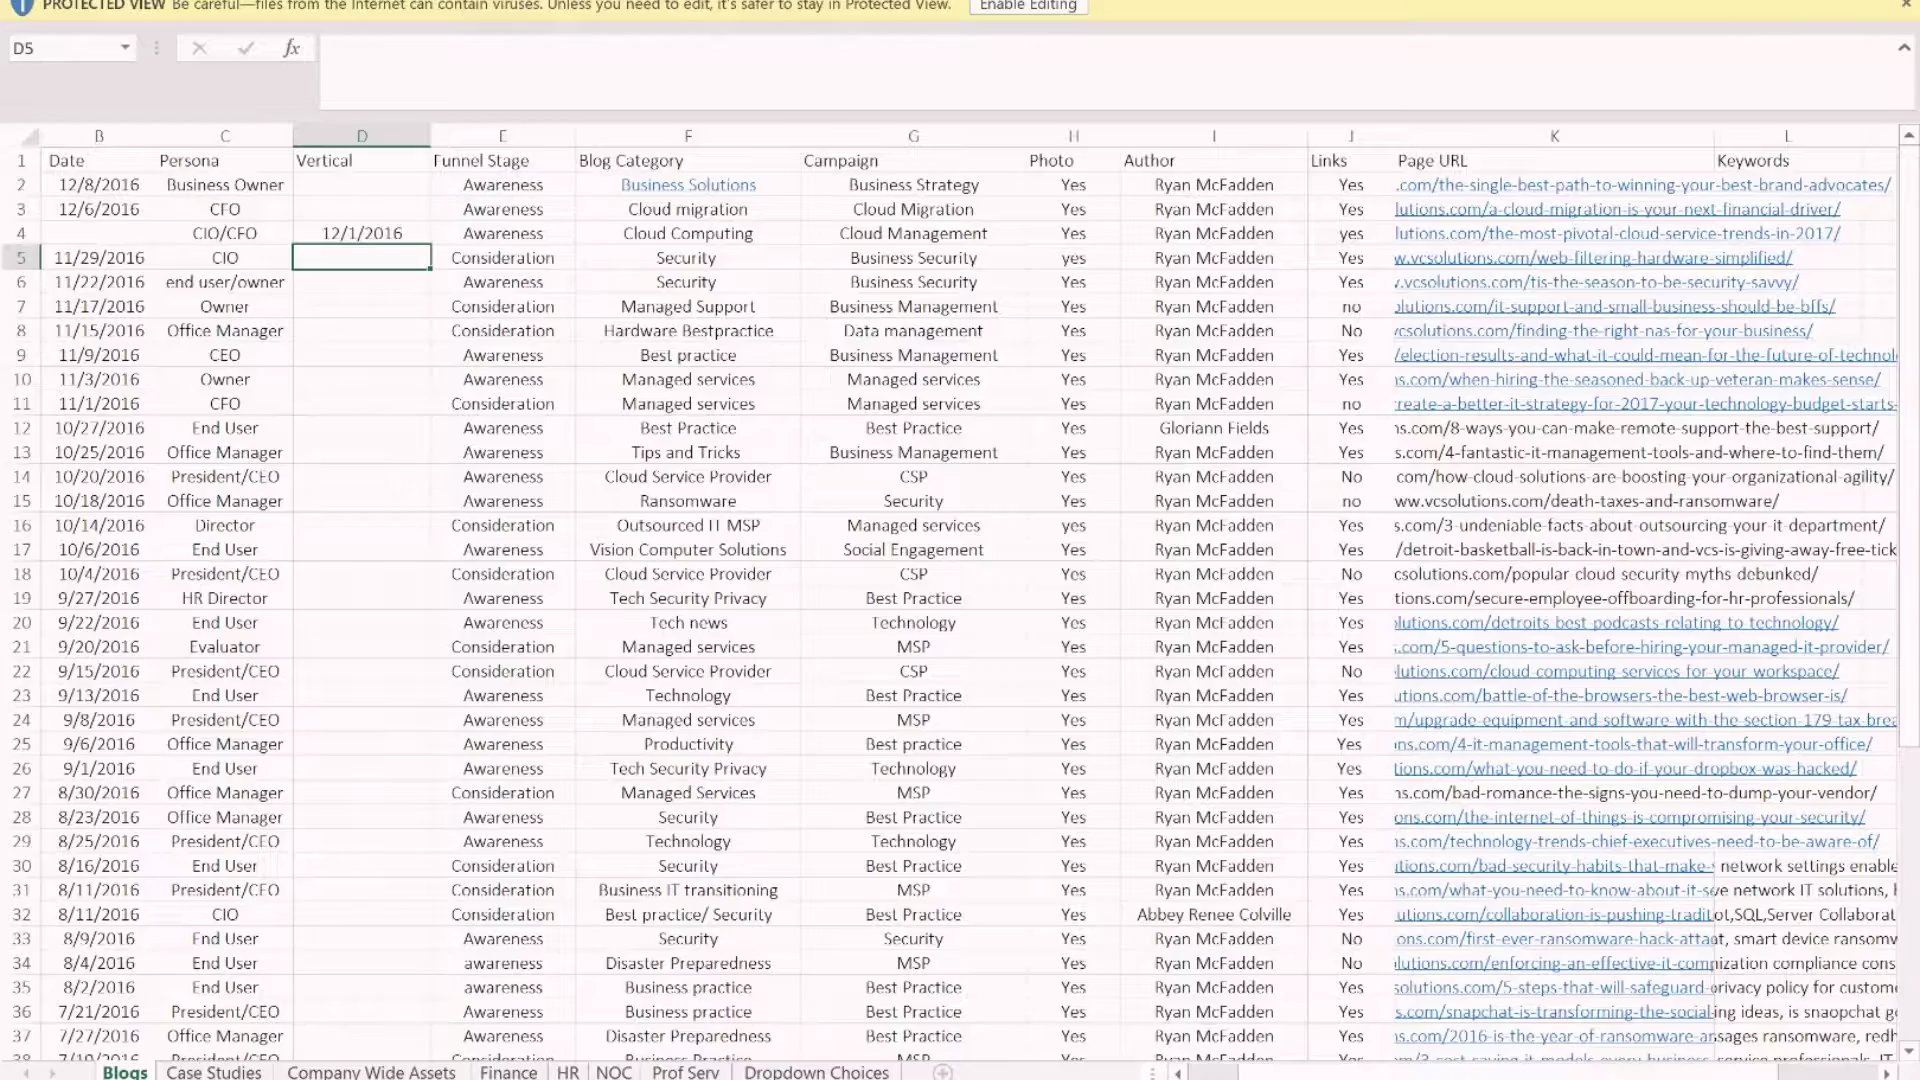 PROTECTED VIEW Be careful—files from the Internet can contain viruses. Unless you need to edit, it's safer to stay in Protected View. Enable Editing
D5 fx
B C D E F G H I J K L
1 Date Persona Vertical Funnel Stage Blog Category Campaign Photo Author Links Page URL Keywords
2 12/8/2016 Business Owner Awareness Business Solutions Business Strategy Yes Ryan McFadden Yes .com/the-single-best-path-to-winning-your-best-brand-advocates/
3 12/6/2016 CFO Awareness Cloud migration Cloud Migration Yes Ryan McFadden Yes lutions.com/a-cloud-migration-is-your-next-financial-driver/
4 CIO/CFO 12/1/2016 Awareness Cloud Computing Cloud Management Yes Ryan McFadden yes lutions.com/the-most-pivotal-cloud-service-trends-in-2017/
5 11/29/2016 CIO Consideration Security Business Security yes Ryan McFadden Yes w.vcsolutions.com/web-filtering-hardware-simplified/
6 11/22/2016 end user/owner Awareness Security Business Security Yes Ryan McFadden Yes .vcsolutions.com/tis-the-season-to-be-security-savvy/
7 11/17/2016 Owner Consideration Managed Support Business Management Yes Ryan McFadden no olutions.com/it-support-and-small-business-should-be-bffs/
8 11/15/2016 Office Manager Consideration Hardware Bestpractice Data management Yes Ryan McFadden No vcsolutions.com/finding-the-right-nas-for-your-business/
9 11/9/2016 CEO Awareness Best practice Business Management Yes Ryan McFadden Yes /election-results-and-what-it-could-mean-for-the-future-of-technol
10 11/3/2016 Owner Awareness Managed services Managed services Yes Ryan McFadden Yes ns.com/when-hiring-the-seasoned-back-up-veteran-makes-sense/
11 11/1/2016 CFO Consideration Managed services Managed services Yes Ryan McFadden no reate-a-better-it-strategy-for-2017-your-technology-budget-starts-
12 10/27/2016 End User Awareness Best Practice Best Practice Yes Gloriann Fields Yes ns.com/8-ways-you-can-make-remote-support-the-best-support/
13 10/25/2016 Office Manager Awareness Tips and Tricks Business Management Yes Ryan McFadden Yes s.com/4-fantastic-it-management-tools-and-where-to-find-them/
14 10/20/2016 President/CEO Awareness Cloud Service Provider CSP Yes Ryan McFadden No com/how-cloud-solutions-are-boosting-your-organizational-agility/
15 10/18/2016 Office Manager Awareness Ransomware Security Yes Ryan McFadden no ww.vcsolutions.com/death-taxes-and-ransomware/
16 10/14/2016 Director Consideration Outsourced IT MSP Managed services yes Ryan McFadden Yes s.com/3-undeniable-facts-about-outsourcing-your-it-department/
17 10/6/2016 End User Awareness Vision Computer Solutions Social Engagement Yes Ryan McFadden Yes /detroit-basketball-is-back-in-town-and-vcs-is-giving-away-free-tick
18 10/4/2016 President/CEO Consideration Cloud Service Provider CSP Yes Ryan McFadden No csolutions.com/popular-cloud-security-myths-debunked/
19 9/27/2016 HR Director Awareness Tech Security Privacy Best Practice Yes Ryan McFadden Yes tions.com/secure-employee-offboarding-for-hr-professionals/
20 9/22/2016 End User Awareness Tech news Technology Yes Ryan McFadden Yes lutions.com/detroits-best-podcasts-relating-to-technology/
21 9/20/2016 Evaluator Consideration Managed services MSP Yes Ryan McFadden Yes .com/5-questions-to-ask-before-hiring-your-managed-it-provider/
22 9/15/2016 President/CEO Consideration Cloud Service Provider CSP Yes Ryan McFadden No lutions.com/cloud-computing-services-for-your-workspace/
23 9/13/2016 End User Awareness Technology Best Practice Yes Ryan McFadden Yes utions.com/battle-of-the-browsers-the-best-web-browser-is/
24 9/8/2016 President/CEO Awareness Managed services MSP Yes Ryan McFadden Yes m/upgrade-equipment-and-software-with-the-section-179-tax-brea
25 9/6/2016 Office Manager Awareness Productivity Best practice Yes Ryan McFadden Yes ns.com/4-it-management-tools-that-will-transform-your-office/
26 9/1/2016 End User Awareness Tech Security Privacy Technology Yes Ryan McFadden Yes tions.com/what-you-need-to-do-if-your-dropbox-was-hacked/
27 8/30/2016 Office Manager Consideration Managed Services MSP Yes Ryan McFadden Yes ns.com/bad-romance-the-signs-you-need-to-dump-your-vendor/
28 8/23/2016 Office Manager Awareness Security Best Practice Yes Ryan McFadden Yes ons.com/the-internet-of-things-is-compromising-your-security/
29 8/25/2016 President/CEO Awareness Technology Technology Yes Ryan McFadden Yes ns.com/technology-trends-chief-executives-need-to-be-aware-of/
30 8/16/2016 End User Consideration Security Best Practice Yes Ryan McFadden Yes itions.com/bad-security-habits-that-make- network settings enable
31 8/11/2016 President/CEO Consideration Business IT transitioning MSP Yes Ryan McFadden Yes ns.com/what-you-need-to-know-about-it-se ve network IT solutions,
32 8/11/2016 CIO Consideration Best practice/ Security Best Practice Yes Abbey Renee Colville Yes utions.com/collaboration-is-pushing-tradit ot,SQL,Server Collaborat
33 8/9/2016 End User Awareness Security Security Yes Ryan McFadden No ons.com/first-ever-ransomware-hack-attac t, smart device ransomw
34 8/4/2016 End User awareness Disaster Preparedness MSP Yes Ryan McFadden No lutions.com/enforcing-an-effective-it-comp nization compliance cons
35 8/2/2016 End User awareness Business practice Best Practice Yes Ryan McFadden Yes solutions.com/5-steps-that-will-safeguard- privacy policy for custome
36 7/21/2016 President/CEO Awareness Business practice Best Practice Yes Ryan McFadden Yes s.com/snapchat-is-transforming-the-social- ing ideas, is snaopchat g
37 7/27/2016 Office Manager Awareness Disaster Preparedness Best Practice Yes Ryan McFadden Yes ns.com/2016-is-the-year-of-ransomware-ar ssages ransomware, redh
38 7/19/2016 President/CEO Consideration Business Practice MSP Yes Ryan McFadden Yes
Blogs Case Studies Company Wide Assets Finance HR NOC Prof Serv Dropdown Choices